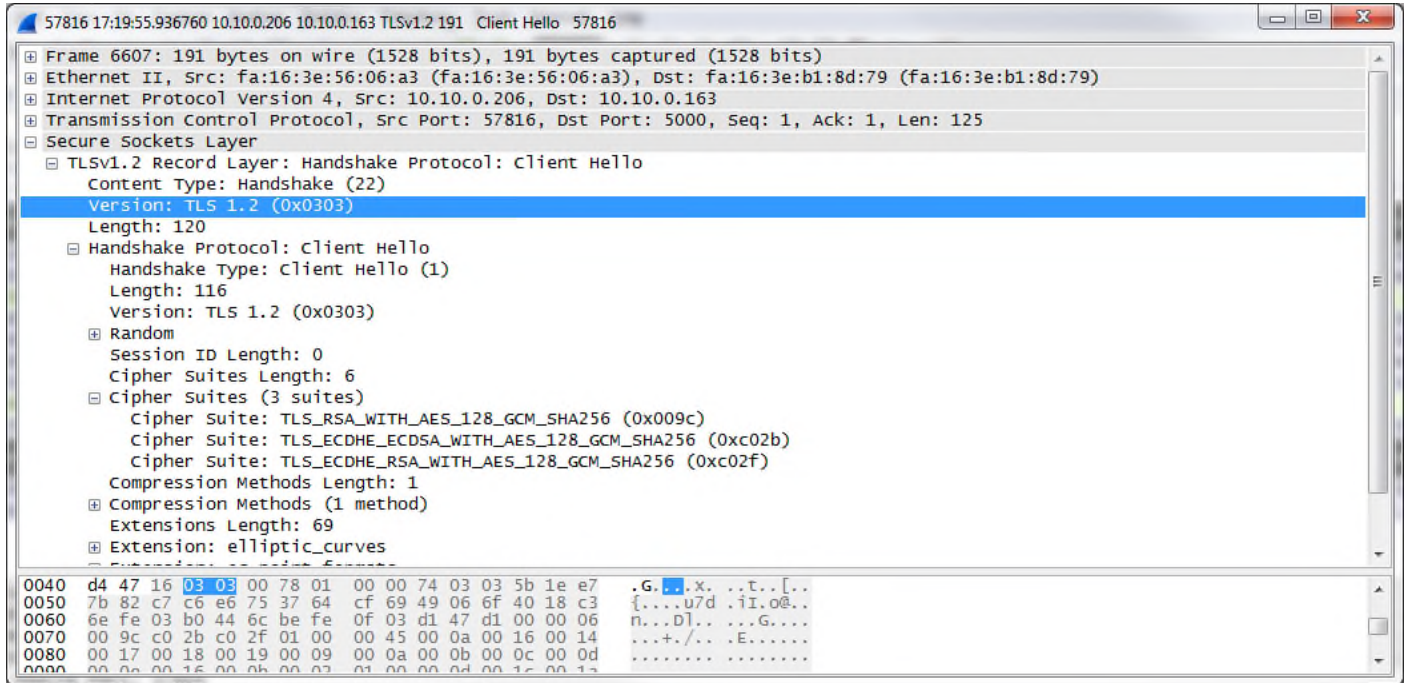 57816 17:19:55.936760 10.10.0.206 10.10.0.163 TLSv1.2 191 Client Hello 57816
Frame 6607: 191 bytes on wire (1528 bits), 191 bytes captured (1528 bits)
Ethernet II, Src: fa:16:3e:56:06:a3 (fa:16:3e:56:06:a3), Dst: fa:16:3e:b1:8d:79 (fa:16:3e:b1:8d:79)
Internet Protocol Version 4, Src: 10.10.0.206, Dst: 10.10.0.163
Transmission Control Protocol, Src Port: 57816, Dst Port: 5000, Seq: 1, Ack: 1, Len: 125
Secure Sockets Layer
TLSv1.2 Record Layer: Handshake Protocol: Client Hello
Content Type: Handshake (22)
Version: TLS 1.2 (0x0303)
Length: 120
Handshake Protocol: Client Hello
Handshake Type: Client Hello (1)
Length: 116
Version: TLS 1.2 (0x0303)
Random
Session ID Length: 0
Cipher Suites Length: 6
Cipher Suites (3 suites)
Cipher Suite: TLS_RSA_WITH_AES_128_GCM_SHA256 (0x009c)
Cipher Suite: TLS_ECDHE_ECDSA_WITH_AES_128_GCM_SHA256 (0xc02b)
Cipher Suite: TLS_ECDHE_RSA_WITH_AES_128_GCM_SHA256 (0xc02f)
Compression Methods Length: 1
Compression Methods (1 method)
Extensions Length: 69
Extension: elliptic_curves
0040 d4 47 16 03 03 00 78 01 00 00 74 03 03 5b 1e e7 .G....x. ..t..[..
0050 7b 82 c7 c6 e6 75 37 64 cf 69 49 06 6f 40 18 c3 {....u7d .iI.o@..
0060 6e fe 03 b0 44 6c be fe 0f 03 d1 47 d1 00 00 06 n...Dl.. ...G....
0070 00 9c c0 2b c0 2f 01 00 00 45 00 0a 00 16 00 14 ...+./.. .E......
0080 00 17 00 18 00 19 00 09 00 0a 00 0b 00 0c 00 0d ........ ........